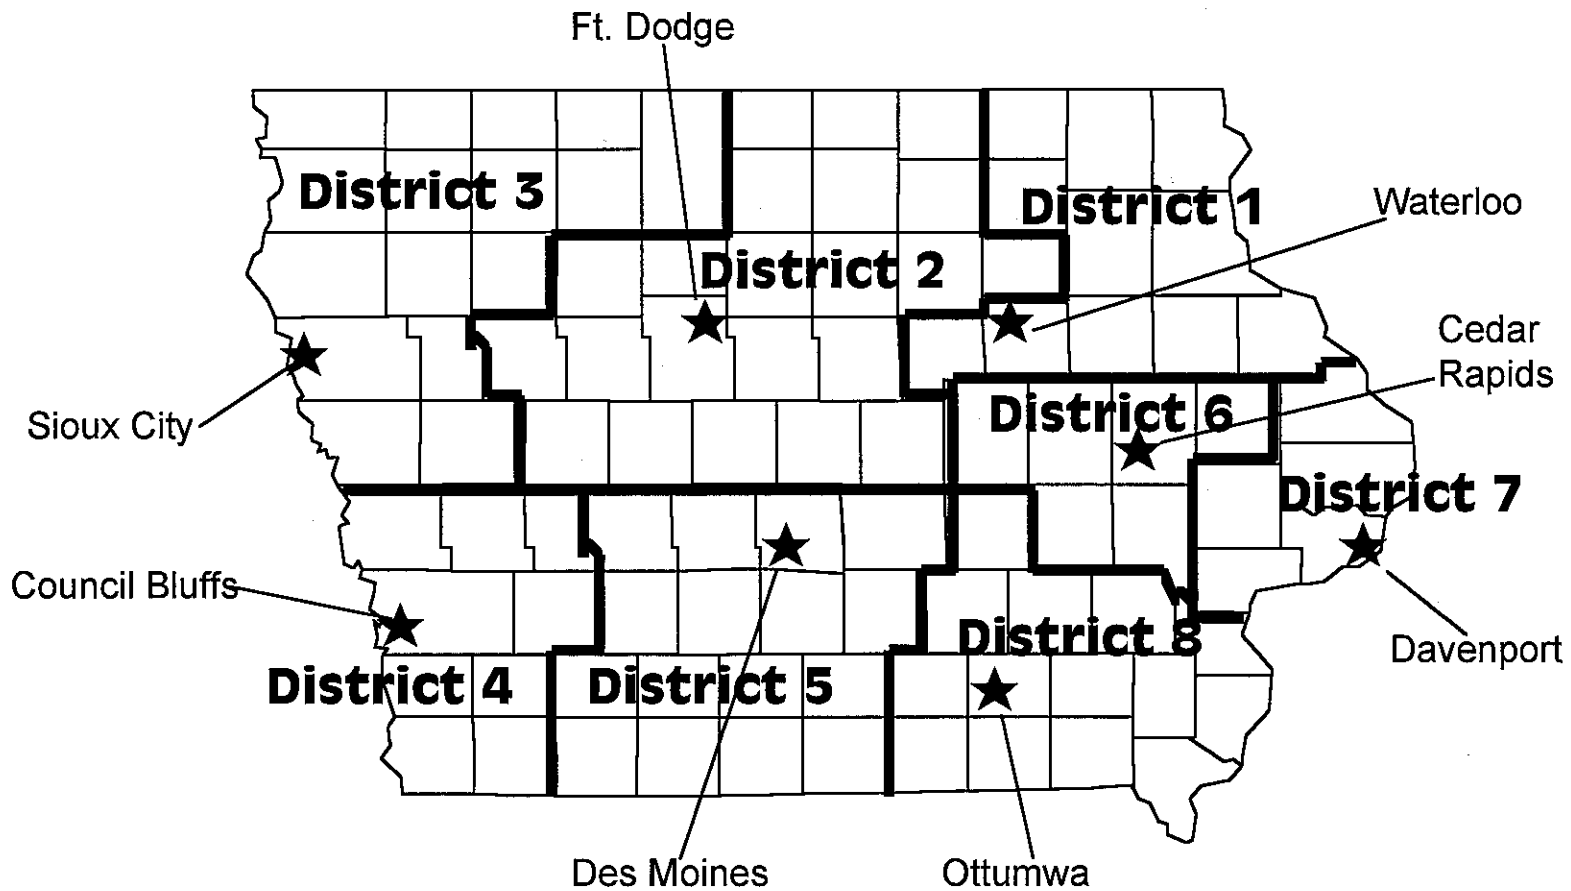 Ft. Dodge
District 3
District 1
Waterloo
District 2
Cedar
Rapids
Sioux City
District 6
District 7
Council Bluffs
District 8
Davenport
District 4
District 5
Des Moines
Ottumwa